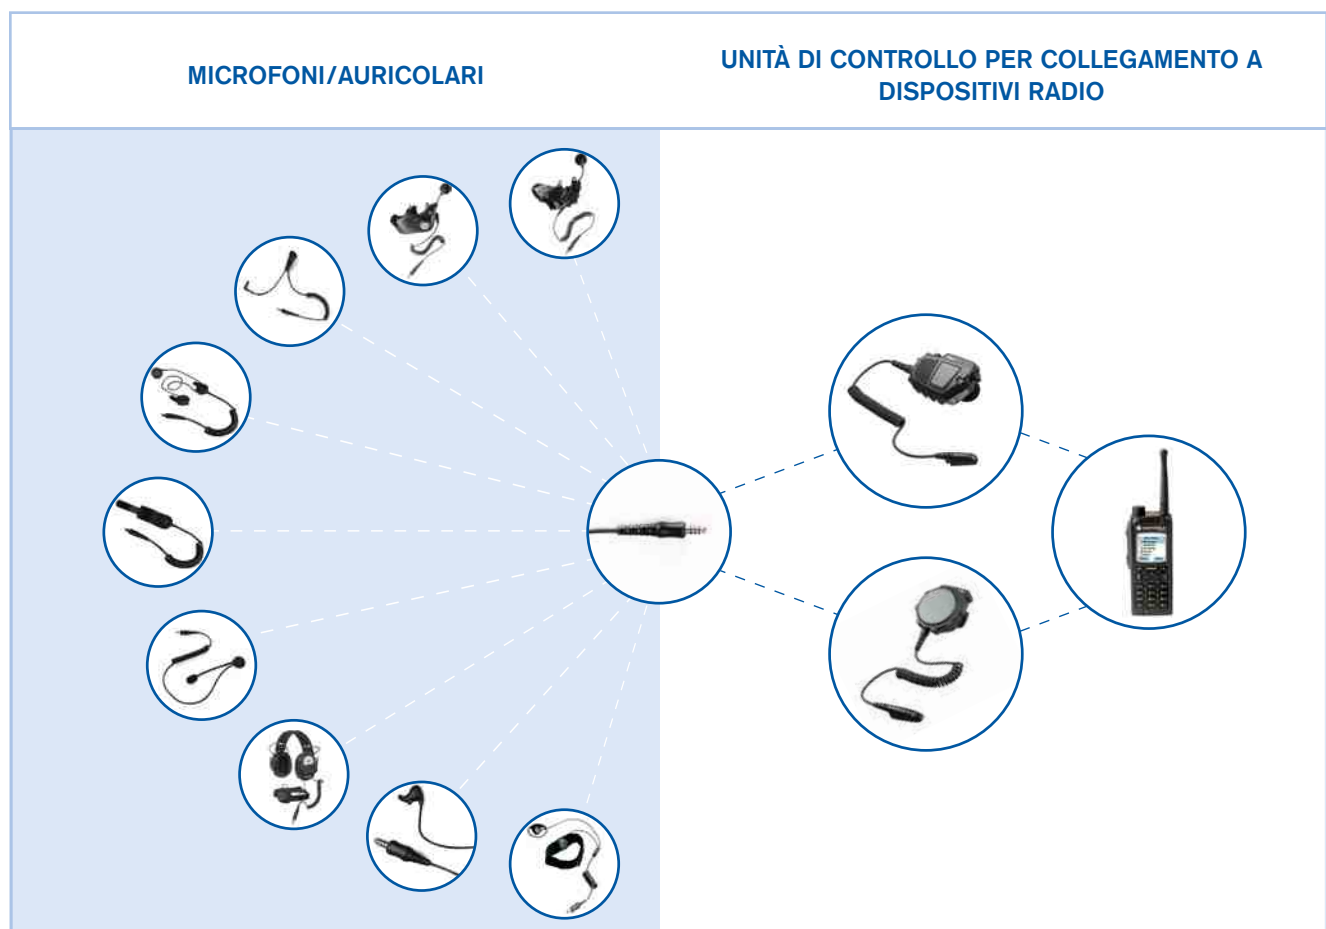 MICROFONI/AURICOLARI
UNITÀ DI CONTROLLO PER COLLEGAMENTO A
DISPOSITIVI RADIO